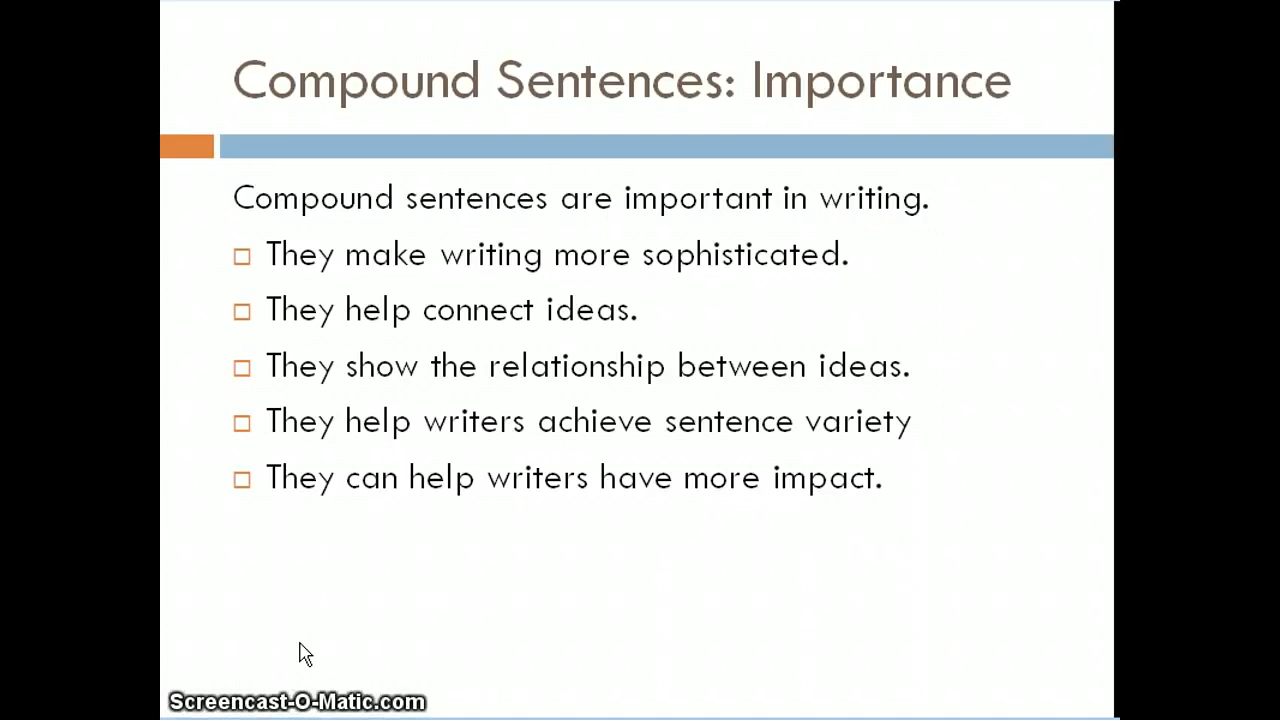 Compound Sentences: Importance
Compound sentences are important in writing.
They make writing more sophisticated.
They help connect ideas.
They show the relationship between ideas.
They help writers achieve sentence variety
They can help writers have more impact.
Screencast-O-Matic.com